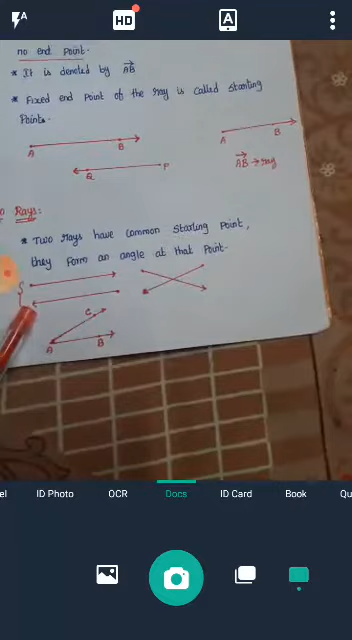 HD
A
no end point.
* It is denoted by AB
* Fixed end point of the ray is called starting
Point.
A B
A B
Q P
AB → ray
Rays:
* Two rays have common starting point,
they form an angle at that point.
C
A B
ID Photo OCR Docs ID Card Book